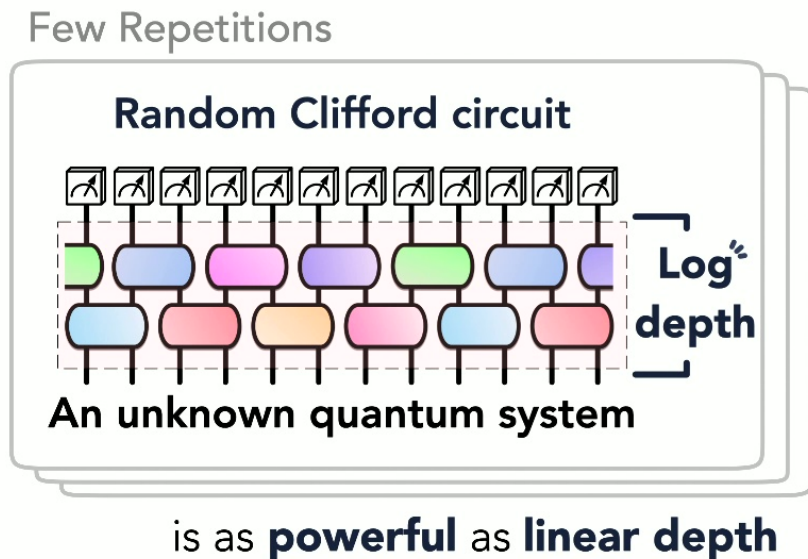 Few Repetitions
Random Clifford circuit
Log
depth
An unknown quantum system
is as powerful as linear depth